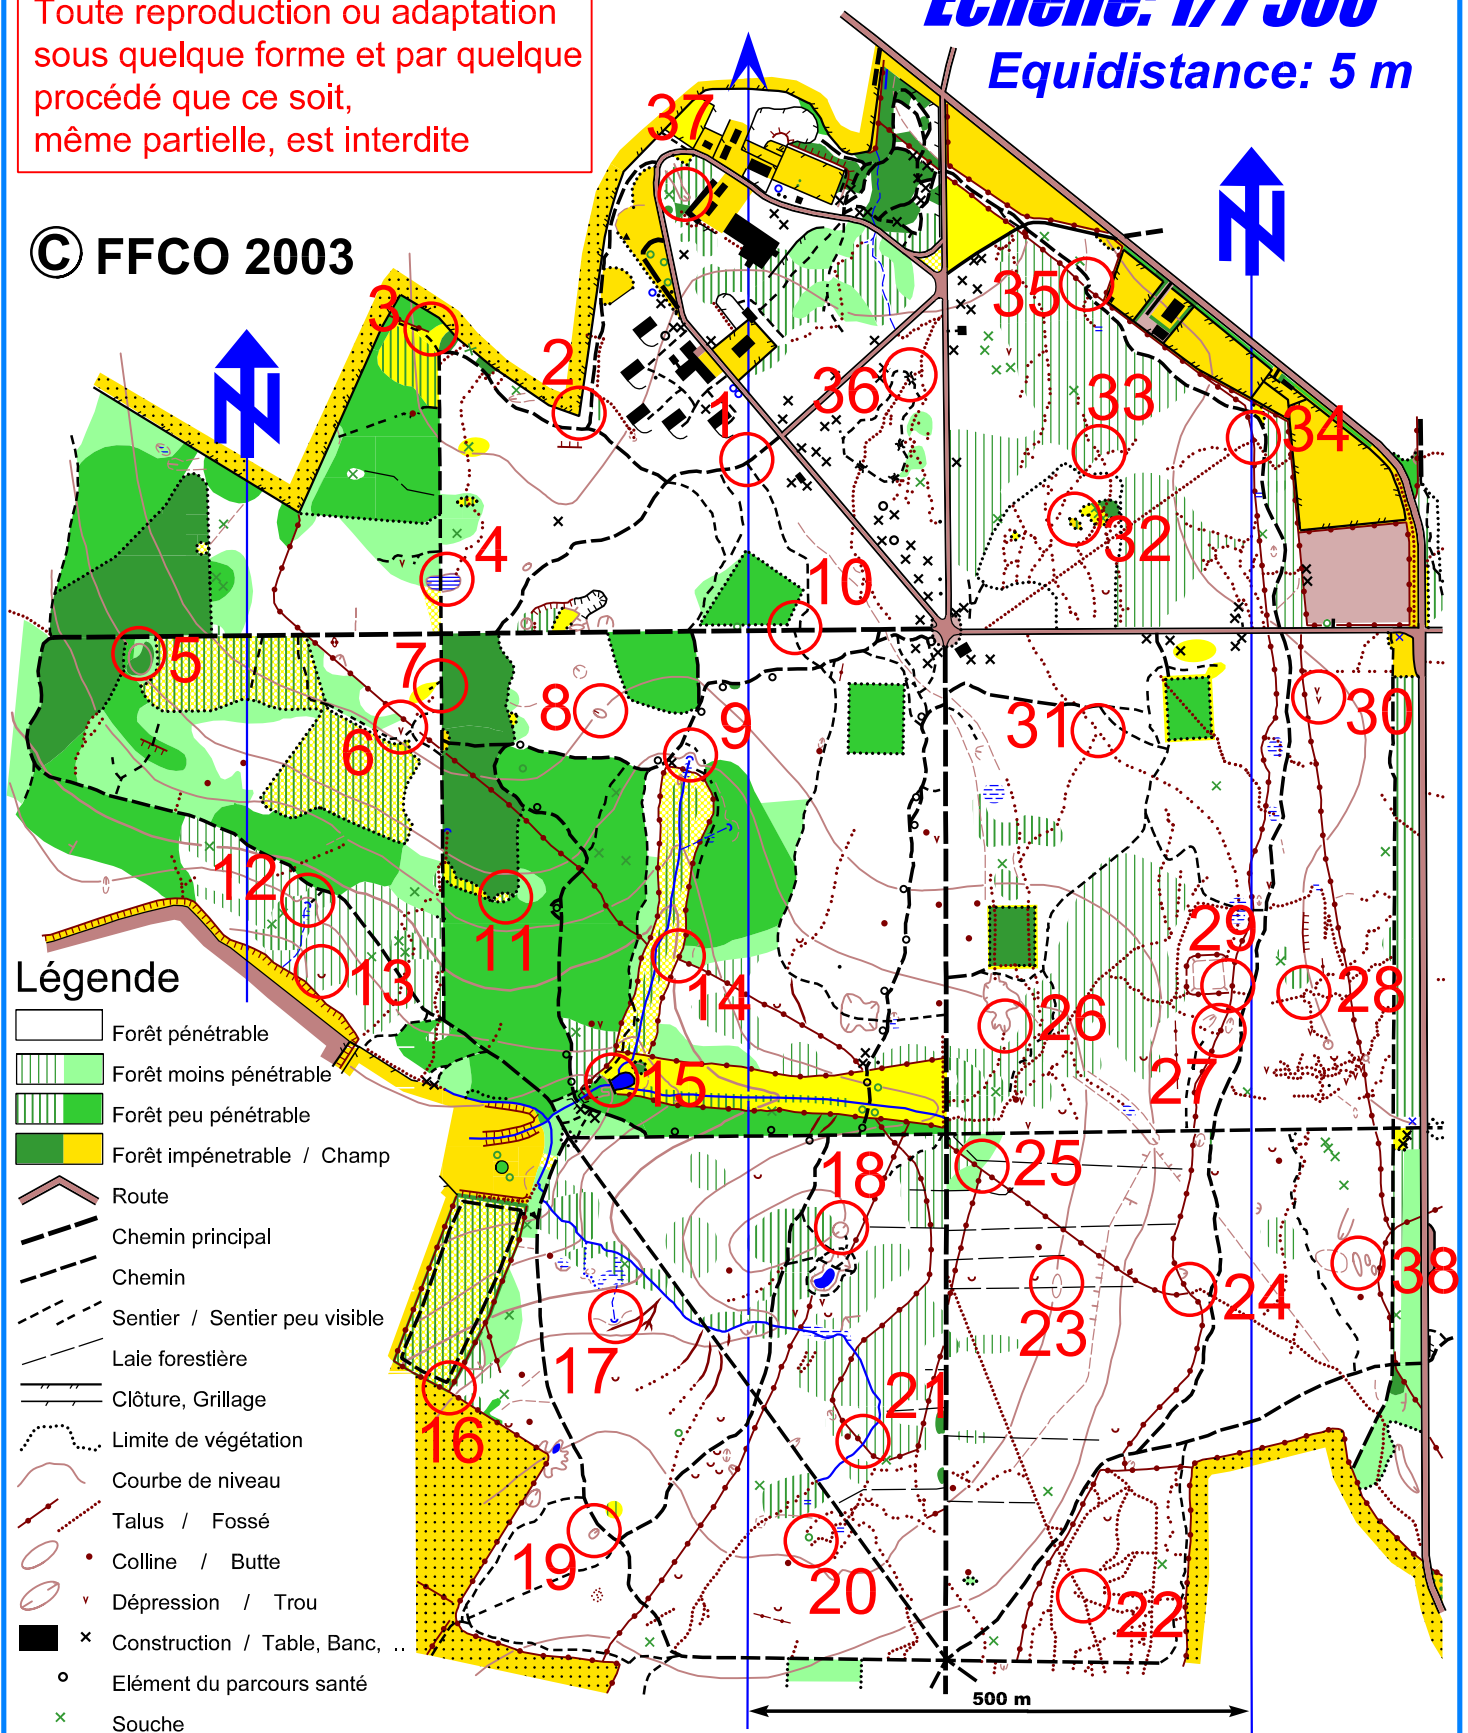 Toute reproduction ou adaptation
sous quelque forme et par quelque
procédé que ce soit,
même partielle, est interdite
Echelle: 1/7 500
Equidistance: 5 m
© FFCO 2003
N
N
37
3
2
1
35
36
33
34
32
4
10
5
7
8
9
6
31
30
12
11
13
14
29
28
26
27
15
18
25
38
24
23
17
16
21
19
20
22
Légende
Forêt pénétrable
Forêt moins pénétrable
Forêt peu pénétrable
Forêt impénetrable / Champ
Route
Chemin principal
Chemin
Sentier / Sentier peu visible
Laie forestière
Clôture, Grillage
Limite de végétation
Courbe de niveau
Talus / Fossé
Colline / Butte
Dépression / Trou
Construction / Table, Banc, ..
Elément du parcours santé
Souche
500 m